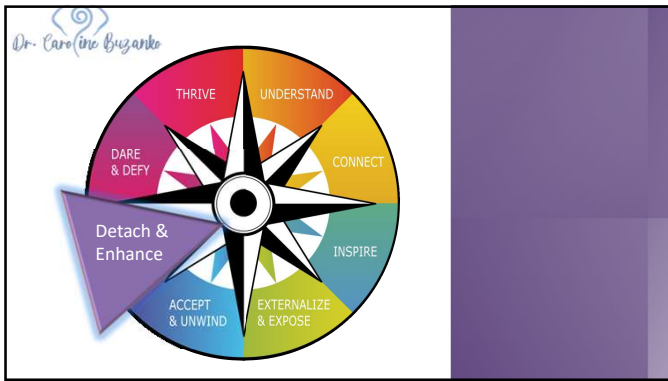 Dr. Caroline Buzanko
THRIVE
UNDERSTAND
DARE
& DEFY
CONNECT
Detach &
Enhance
INSPIRE
ACCEPT
& UNWIND
EXTERNALIZE
& EXPOSE